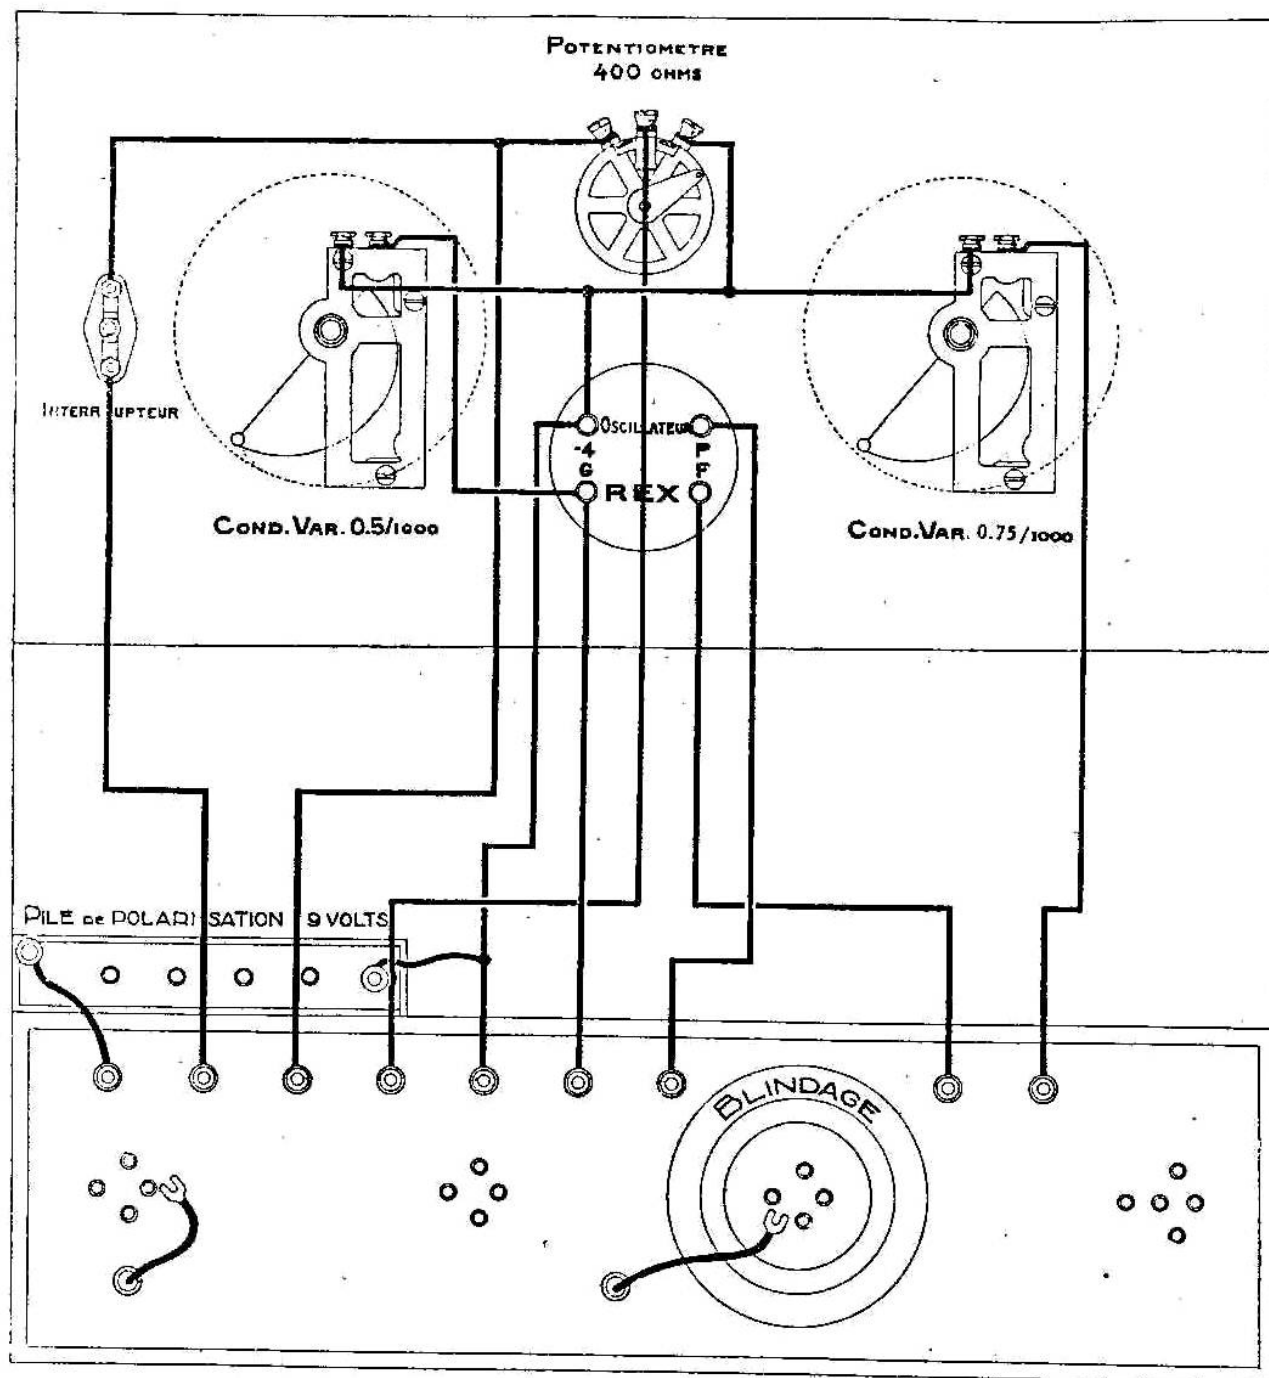 POTENTIOMETRE
400 OHMS
INTERRUPTEUR
OSCILLATEUR
-4 P
G F
REX
COND.VAR. 0.5/1000
COND.VAR. 0.75/1000
PILE DE POLARISATION 9 VOLTS
BLINDAGE